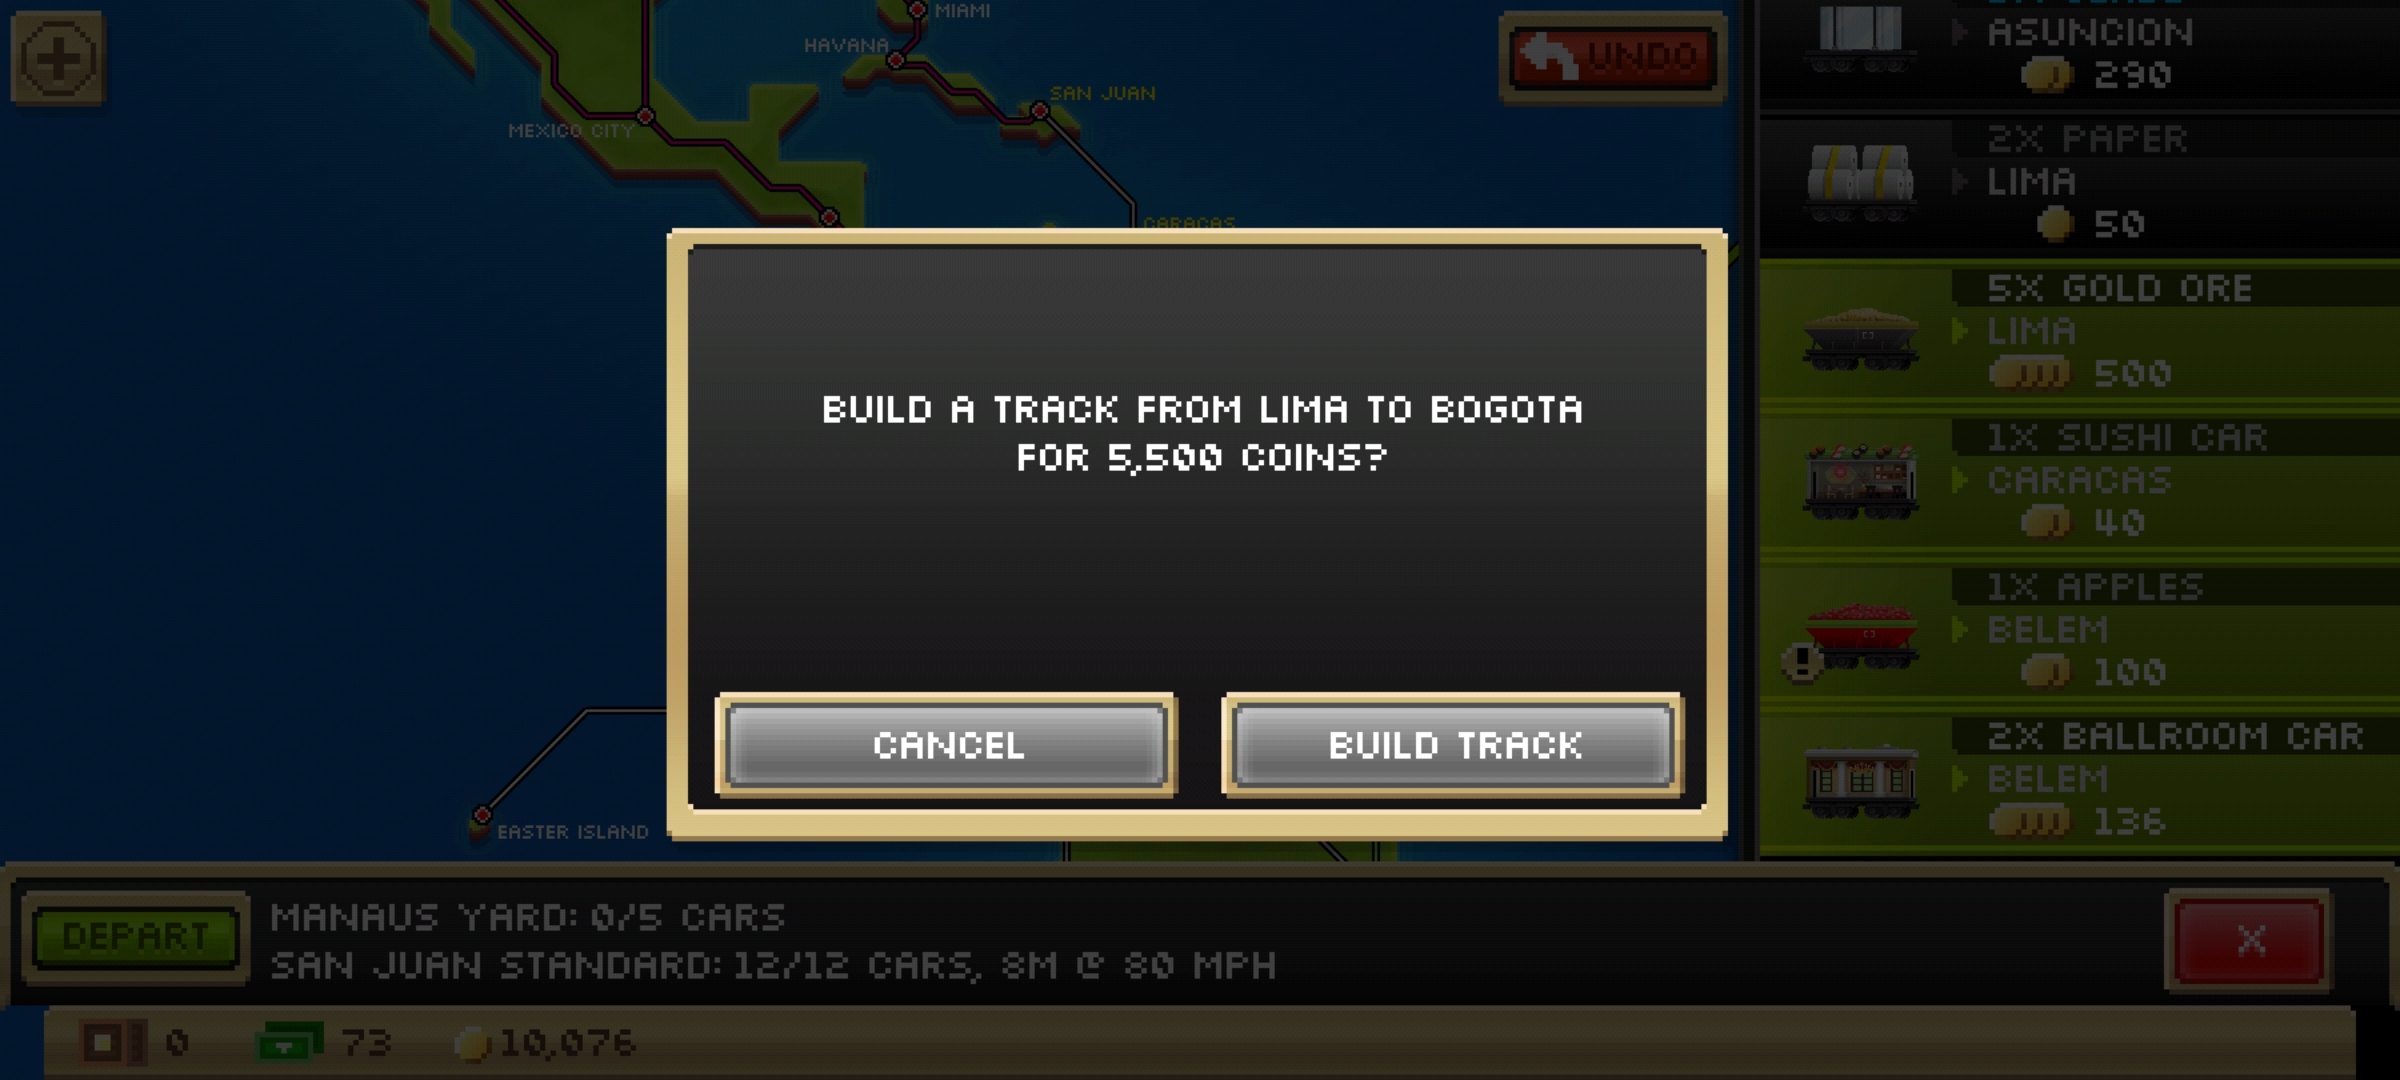 MIAMI
HAVANA
UNDO
SAN JUAN
MEXICO CITY
CARACAS
ASUNCION
290
2X PAPER
LIMA
50
5X GOLD ORE
LIMA
500
1X SUSHI CAR
CARACAS
40
1X APPLES
BELEM
100
2X BALLROOM CAR
BELEM
136
BUILD A TRACK FROM LIMA TO BOGOTA
FOR 5,500 COINS?
CANCEL
BUILD TRACK
EASTER ISLAND
DEPART
MANAUS YARD: 0/5 CARS
SAN JUAN STANDARD: 12/12 CARS, 8M @ 80 MPH
X
0
73
10,076